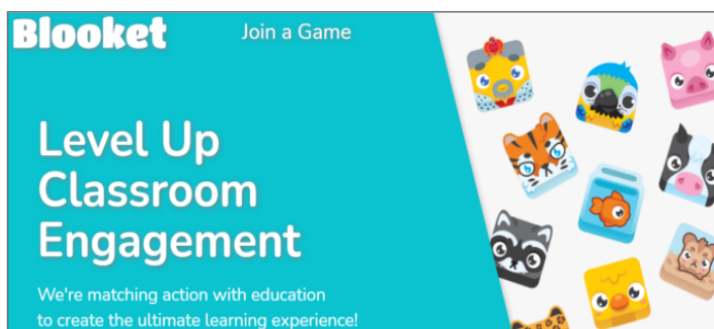 Blooket
Join a Game
Level Up
Classroom
Engagement
We're matching action with education
to create the ultimate learning experience!